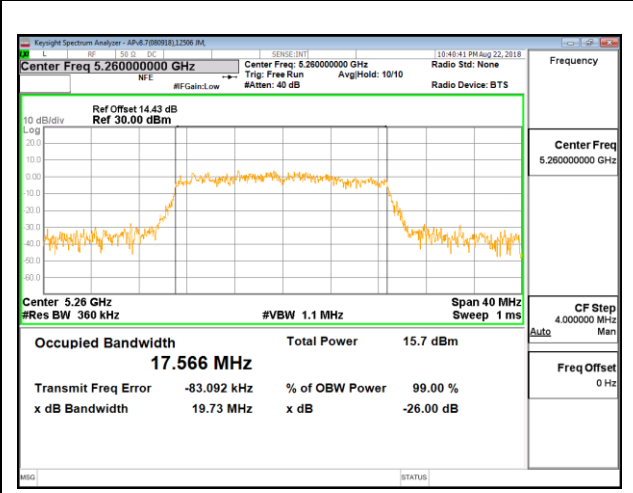 Keysight Spectrum Analyzer - APv8.7(080918),12506 JM,
L RF 50 Ω DC SENSE:INT 10:40:41 PM Aug 22, 2018
Center Freq 5.260000000 GHz
NFE
#IFGain:Low
Center Freq: 5.260000000 GHz
Trig: Free Run Avg|Hold: 10/10
#Atten: 40 dB
Radio Std: None
Radio Device: BTS
Frequency
Ref Offset 14.43 dB
10 dB/div Ref 30.00 dBm
Log
20.0
10.0
0.00
-10.0
-20.0
-30.0
-40.0
-50.0
-60.0
Center 5.26 GHz Span 40 MHz
#Res BW 360 kHz #VBW 1.1 MHz Sweep 1 ms
Center Freq
5.260000000 GHz
CF Step
4.000000 MHz
Auto Man
Freq Offset
0 Hz
Occupied Bandwidth Total Power 15.7 dBm
17.566 MHz
Transmit Freq Error -83.092 kHz % of OBW Power 99.00 %
x dB Bandwidth 19.73 MHz x dB -26.00 dB
MSG STATUS